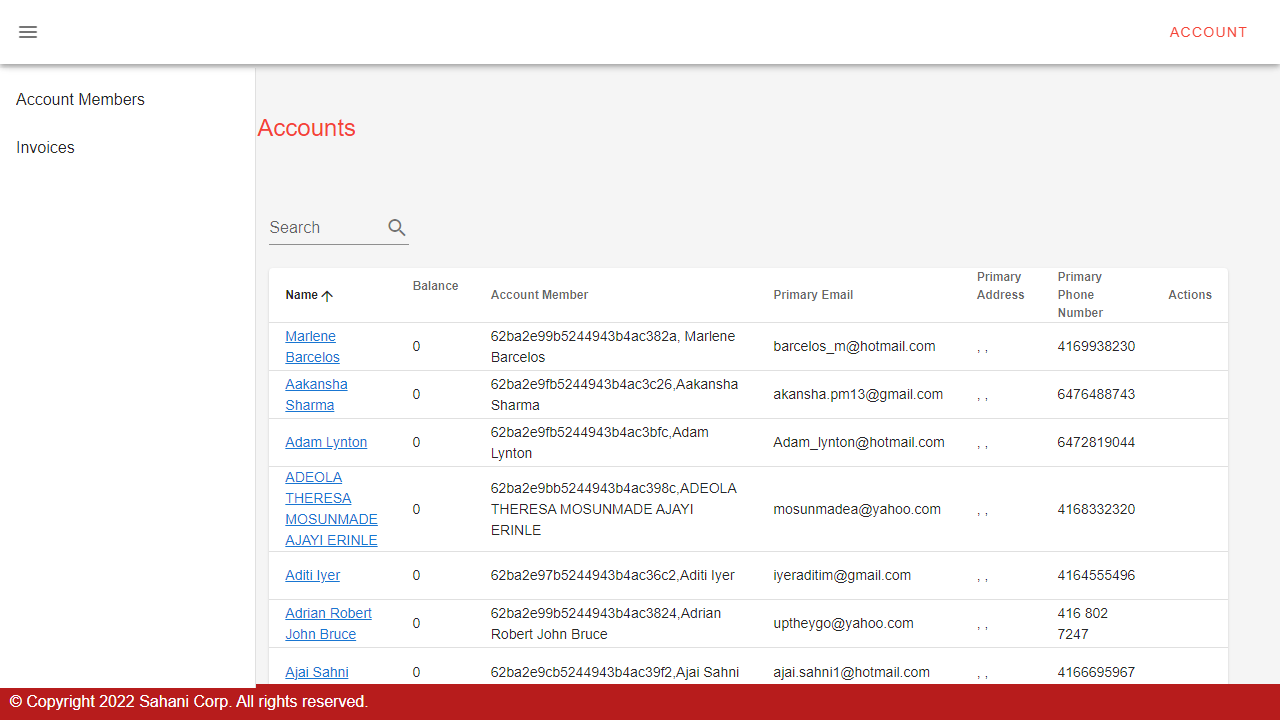 ACCOUNT
Account Members
Invoices
Accounts
Search
Name Balance Account Member Primary Email Primary Address Primary Phone Number Actions
Marlene Barcelos 0 62ba2e99b5244943b4ac382a, Marlene Barcelos barcelos_m@hotmail.com , , 4169938230
Aakansha Sharma 0 62ba2e9fb5244943b4ac3c26,Aakansha Sharma akansha.pm13@gmail.com , , 6476488743
Adam Lynton 0 62ba2e9fb5244943b4ac3bfc,Adam Lynton Adam_lynton@hotmail.com , , 6472819044
ADEOLA THERESA MOSUNMADE AJAYI ERINLE 0 62ba2e9bb5244943b4ac398c,ADEOLA THERESA MOSUNMADE AJAYI ERINLE mosunmadea@yahoo.com , , 4168332320
Aditi Iyer 0 62ba2e97b5244943b4ac36c2,Aditi Iyer iyeraditim@gmail.com , , 4164555496
Adrian Robert John Bruce 0 62ba2e99b5244943b4ac3824,Adrian Robert John Bruce uptheygo@yahoo.com , , 416 802 7247
Ajai Sahni 0 62ba2e9cb5244943b4ac39f2,Ajai Sahni ajai.sahni1@hotmail.com , , 4166695967
© Copyright 2022 Sahani Corp. All rights reserved.